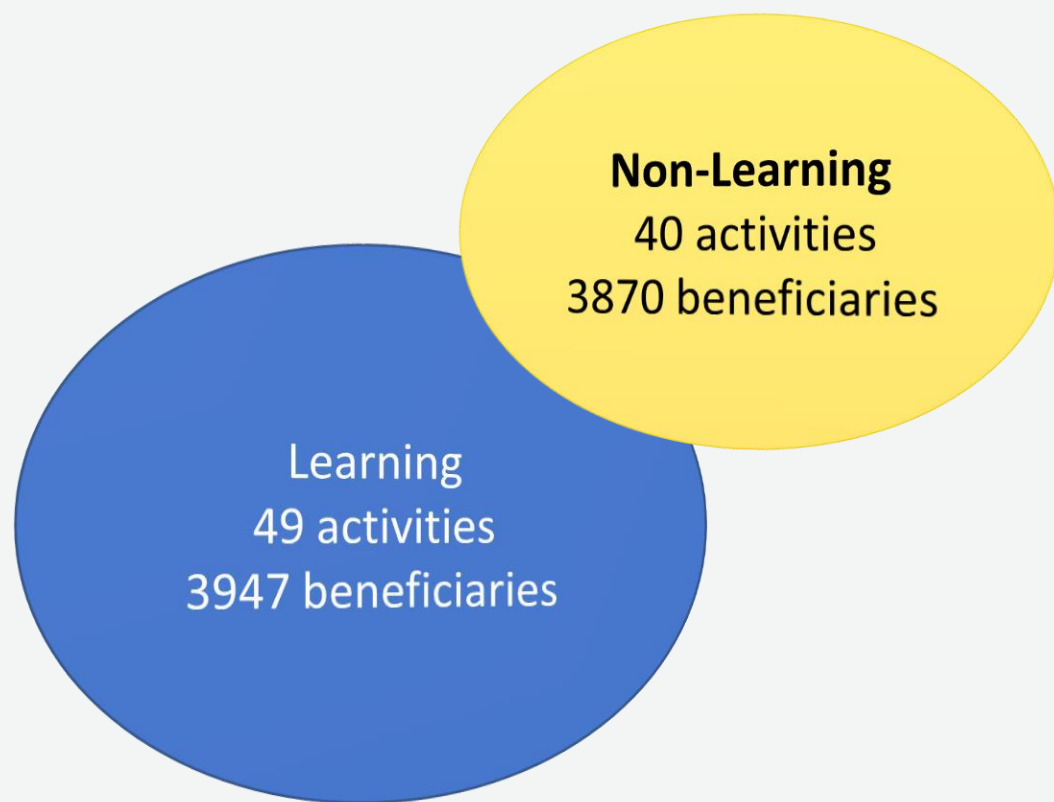 Non-Learning
40 activities
3870 beneficiaries
Learning
49 activities
3947 beneficiaries